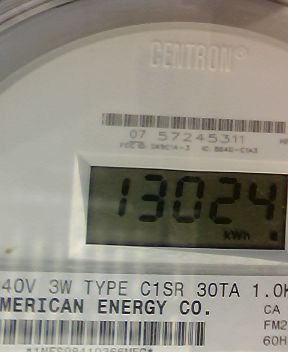 CENTRON®
07 57245311
13024
kWh
40V 3W TYPE C1SR 30TA 1.0K
MERICAN ENERGY CO.
CA
FM2
60H